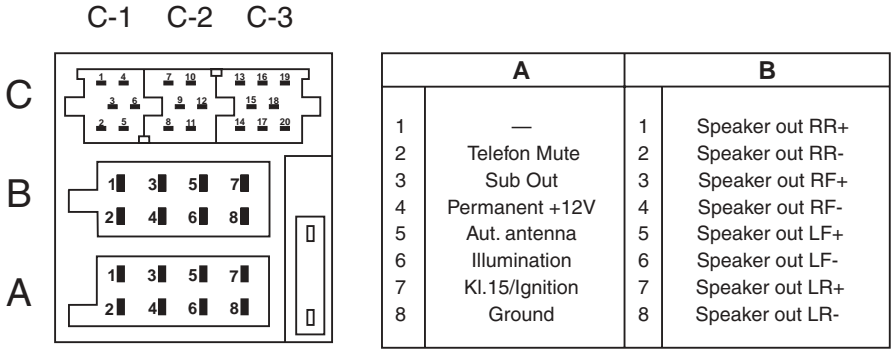 C-1 C-2 C-3
C
1 4 7 10 13 16 19
3 6 9 12 15 18
2 5 8 11 14 17 20
B
1 3 5 7
2 4 6 8
A
1 3 5 7
2 4 6 8
A B
1 — 1 Speaker out RR+
2 Telefon Mute 2 Speaker out RR-
3 Sub Out 3 Speaker out RF+
4 Permanent +12V 4 Speaker out RF-
5 Aut. antenna 5 Speaker out LF+
6 Illumination 6 Speaker out LF-
7 Kl.15/Ignition 7 Speaker out LR+
8 Ground 8 Speaker out LR-